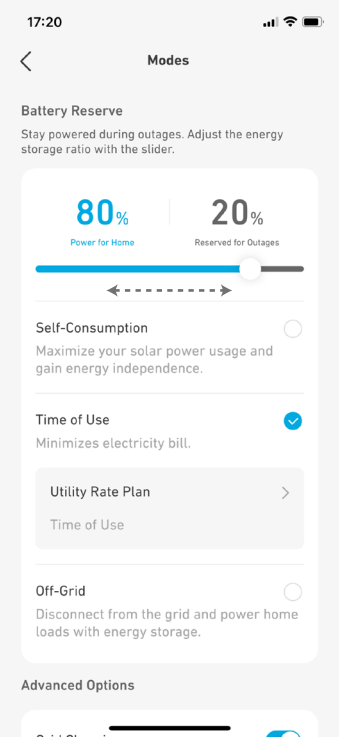 17:20
Modes
Battery Reserve
Stay powered during outages. Adjust the energy
storage ratio with the slider.
80% 20%
Power for Home Reserved for Outages
Self-Consumption
Maximize your solar power usage and
gain energy independence.
Time of Use
Minimizes electricity bill.
Utility Rate Plan
Time of Use
Off-Grid
Disconnect from the grid and power home
loads with energy storage.
Advanced Options